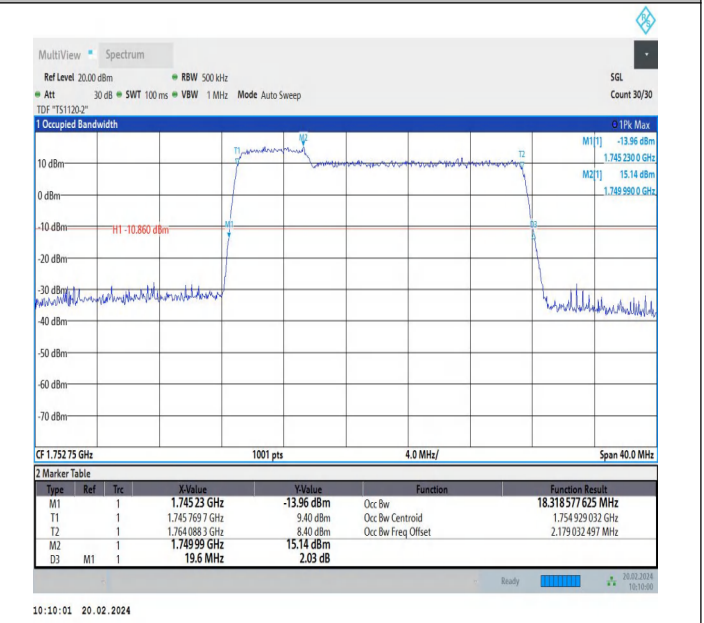 R&S
MultiView Spectrum
Ref Level 20.00 dBm RBW 500 kHz SGL
Att 30 dB SWT 100 ms VBW 1 MHz Mode Auto Sweep Count 30/30
TDF "TS1120-2"
1 Occupied Bandwidth 1Pk Max
M1[1] -13.96 dBm
1.745 230 0 GHz
M2[1] 15.14 dBm
1.749 990 0 GHz
M2
T1
T2
10 dBm
0 dBm
-10 dBm
H1 -10.860 dBm
M1
D3
-20 dBm
-30 dBm
-40 dBm
-50 dBm
-60 dBm
-70 dBm
CF 1.752 75 GHz 1001 pts 4.0 MHz/ Span 40.0 MHz
2 Marker Table
Type Ref Trc X-Value Y-Value Function Function Result
M1 1 1.745 23 GHz -13.96 dBm Occ Bw 18.318 577 625 MHz
T1 1 1.745 769 7 GHz 9.40 dBm Occ Bw Centroid 1.754 929 032 GHz
T2 1 1.764 088 3 GHz 8.40 dBm Occ Bw Freq Offset 2.179 032 497 MHz
M2 1 1.749 99 GHz 15.14 dBm
D3 M1 1 19.6 MHz 2.03 dB
Ready 20.02.2024
10:10:00
10:10:01 20.02.2024